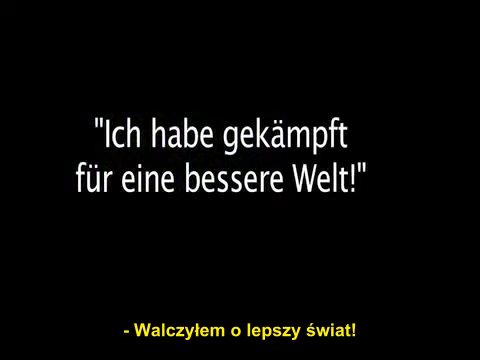 "Ich habe gekämpft
für eine bessere Welt!"
- Walczyłem o lepszy świat!